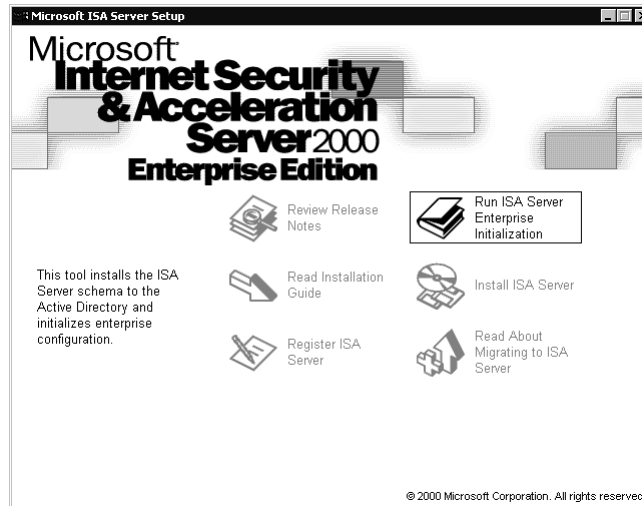 Microsoft ISA Server Setup
Microsoft
Internet Security
& Acceleration
Server 2000
Enterprise Edition
Review Release
Notes
Run ISA Server
Enterprise
Initialization
This tool installs the ISA
Server schema to the
Active Directory and
initializes enterprise
configuration.
Read Installation
Guide
Install ISA Server
Register ISA
Server
Read About
Migrating to ISA
Server
© 2000 Microsoft Corporation. All rights reserved